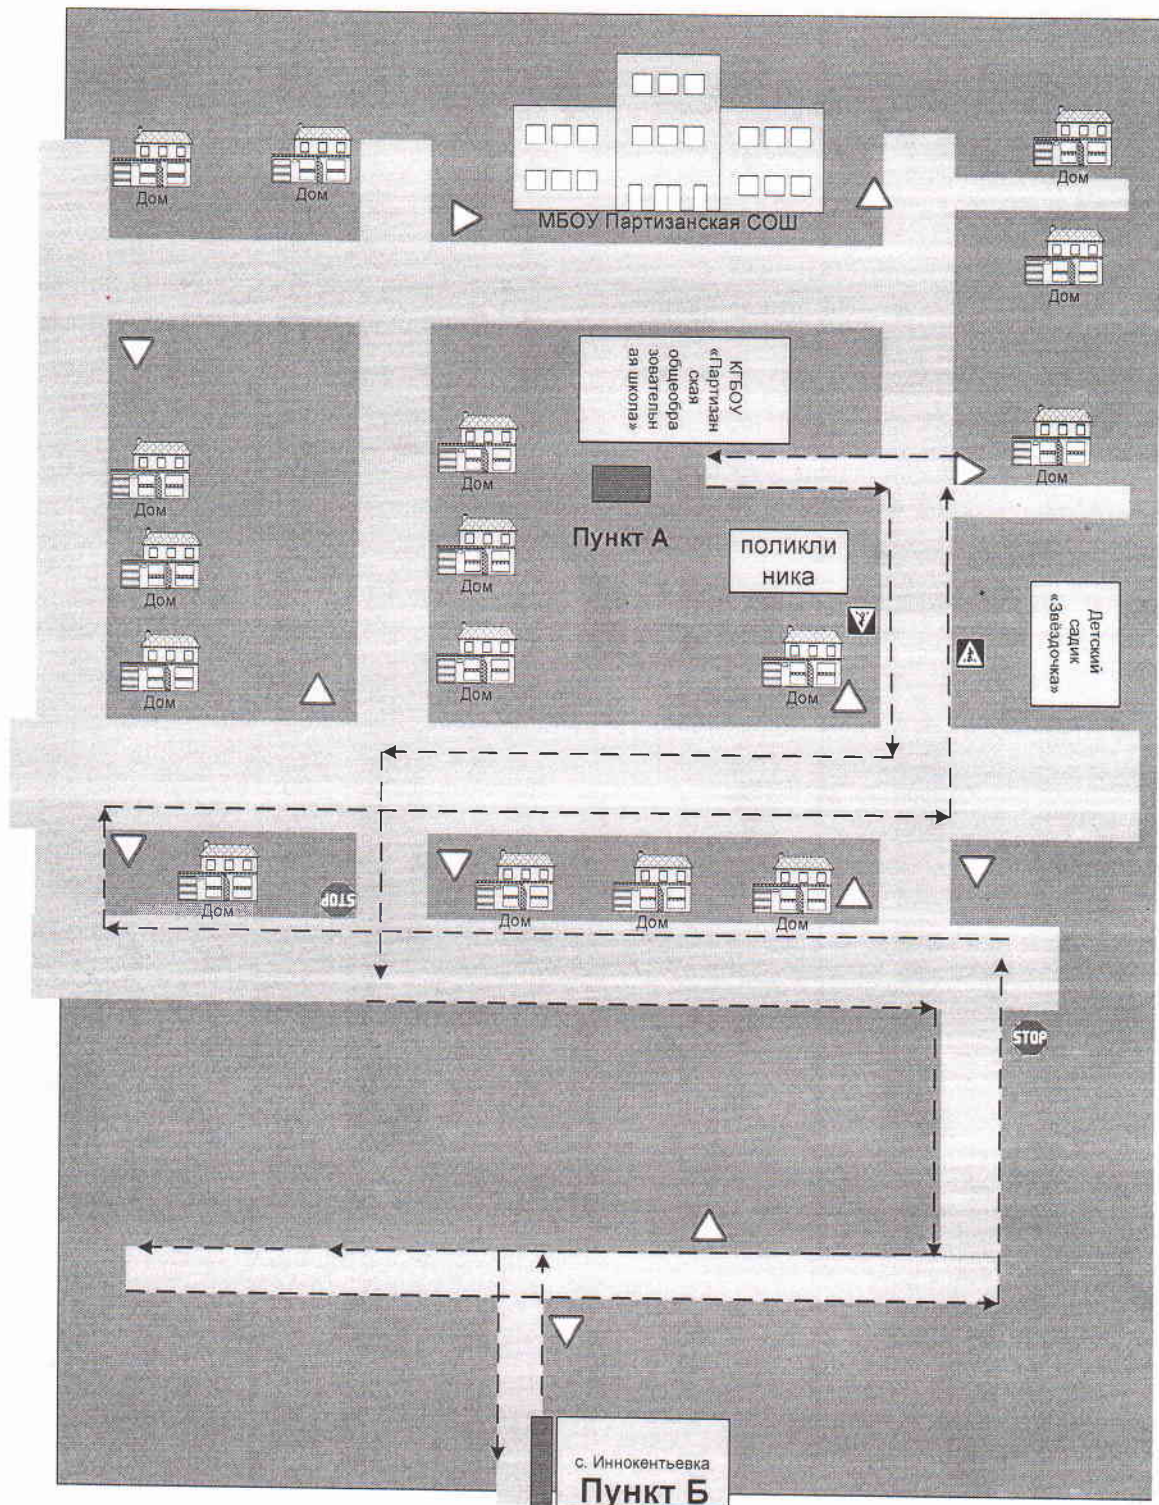 Дом
Дом
МБОУ Партизанская СОШ
Дом
Дом
КГБОУ
«Партизан
ская
общеобра
зовательн
ая школа»
Дом
Дом
Дом
Пункт А
ПОЛИКЛИ
НИКА
Дом
Дом
Детский
садик
«Звёздочка»
Дом
Дом
STOP
Дом
Дом
Дом
Дом
STOP
с. Иннокентьевка
Пункт Б